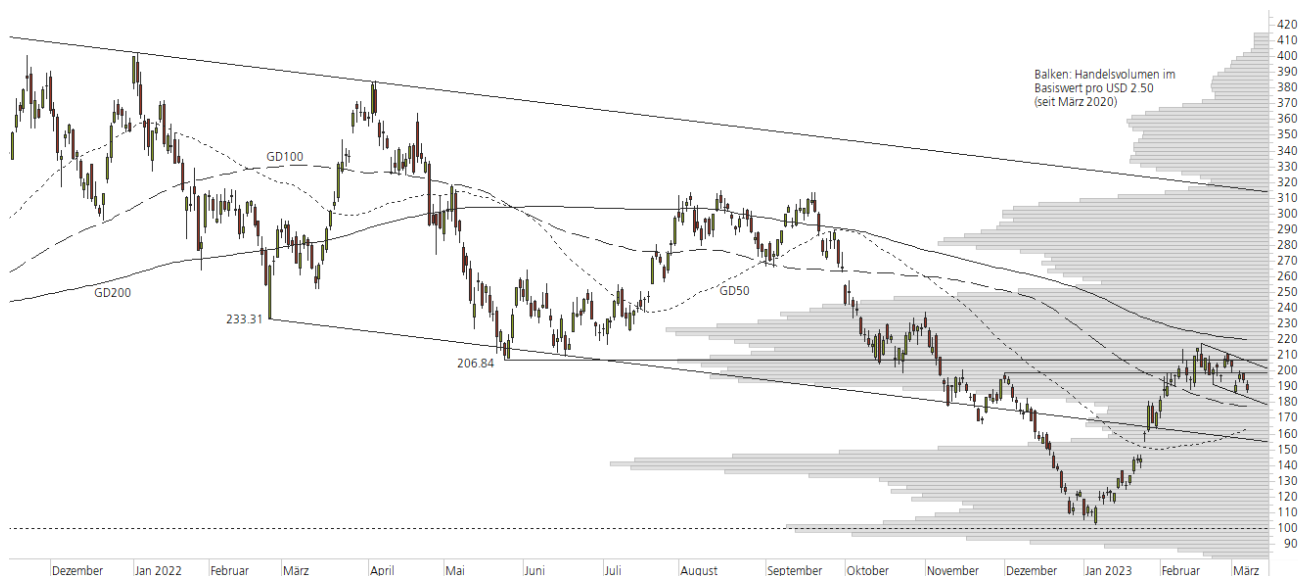 Balken: Handelsvolumen im
Basiswert pro USD 2.50
(seit März 2020)
GD100
GD200
GD50
233.31
206.84
420
410
400
390
380
370
360
350
340
330
320
310
300
290
280
270
260
250
240
230
220
210
200
190
180
170
160
150
140
130
120
110
100
90
Dezember
Jan 2022
Februar
März
April
Mai
Juni
Juli
August
September
Oktober
November
Dezember
Jan 2023
Februar
März